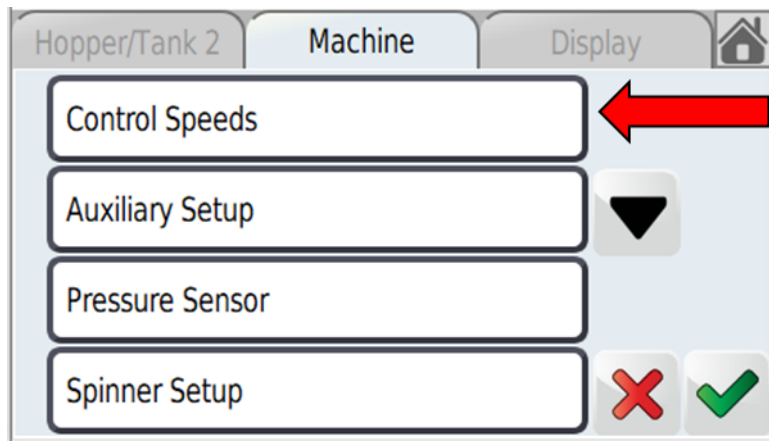 Hopper/Tank 2 Machine Display
Control Speeds
Auxiliary Setup
Pressure Sensor
Spinner Setup